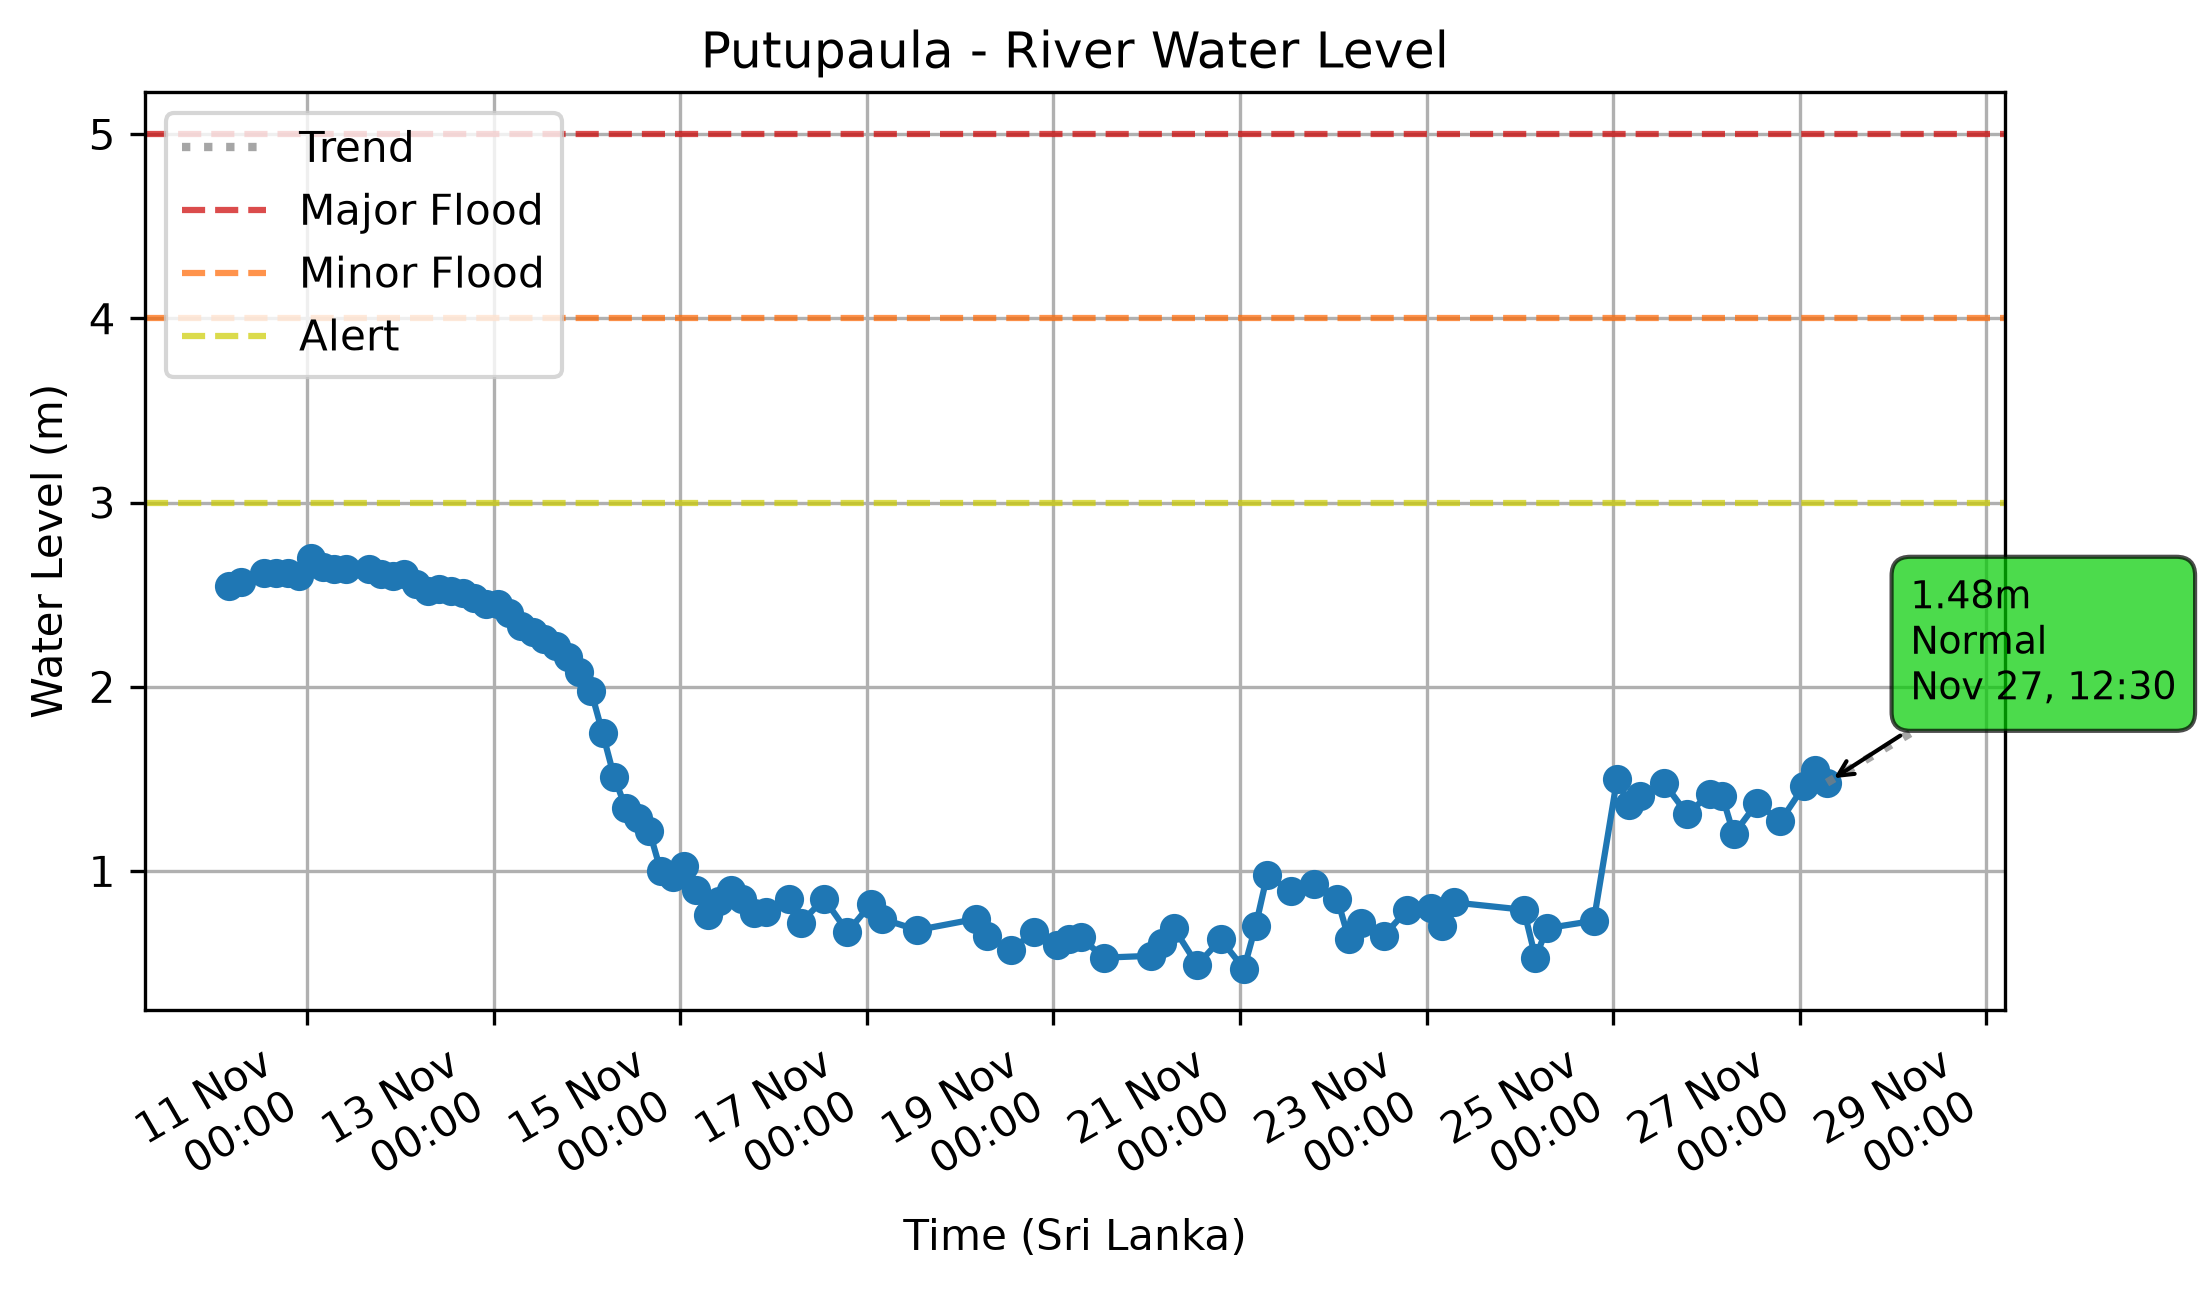 Putupaula - River Water Level
Trend
Major Flood
Minor Flood
Alert
5
4
3
2
1
Water Level (m)
1.48m
Normal
Nov 27, 12:30
11 Nov
00:00
13 Nov
00:00
15 Nov
00:00
17 Nov
00:00
19 Nov
00:00
21 Nov
00:00
23 Nov
00:00
25 Nov
00:00
27 Nov
00:00
29 Nov
00:00
Time (Sri Lanka)